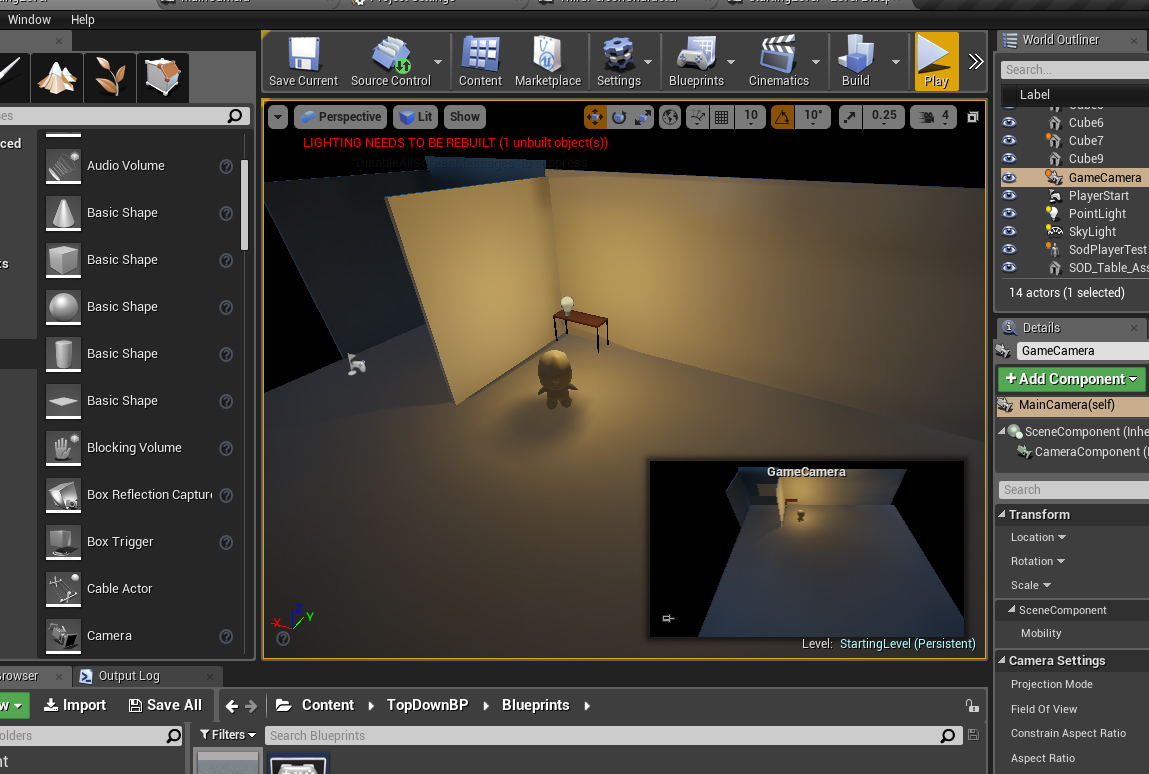 Window Help
Save Current
Source Control
Content
Marketplace
Settings
Blueprints
Cinematics
Build
Play
World Outliner
Search...
Label
Cube6
Cube7
Cube9
GameCamera
PlayerStart
PointLight
SkyLight
SodPlayerTest
SOD_Table_Ass
14 actors (1 selected)
Perspective
Lit
Show
10
10°
0.25
4
LIGHTING NEEDS TO BE REBUILT (1 unbuilt object(s))
Audio Volume
Basic Shape
Basic Shape
Basic Shape
Basic Shape
Basic Shape
Blocking Volume
Box Reflection Capture
Box Trigger
Cable Actor
Camera
GameCamera
X
Z
Y
Level: StartingLevel (Persistent)
Details
GameCamera
+Add Component
MainCamera(self)
SceneComponent (Inhe
CameraComponent (I
Search
Transform
Location
Rotation
Scale
SceneComponent
Mobility
Camera Settings
Projection Mode
Field Of View
Constrain Aspect Ratio
Aspect Ratio
rowser
Output Log
Import
Save All
Content
TopDownBP
Blueprints
olders
Filters
Search Blueprints